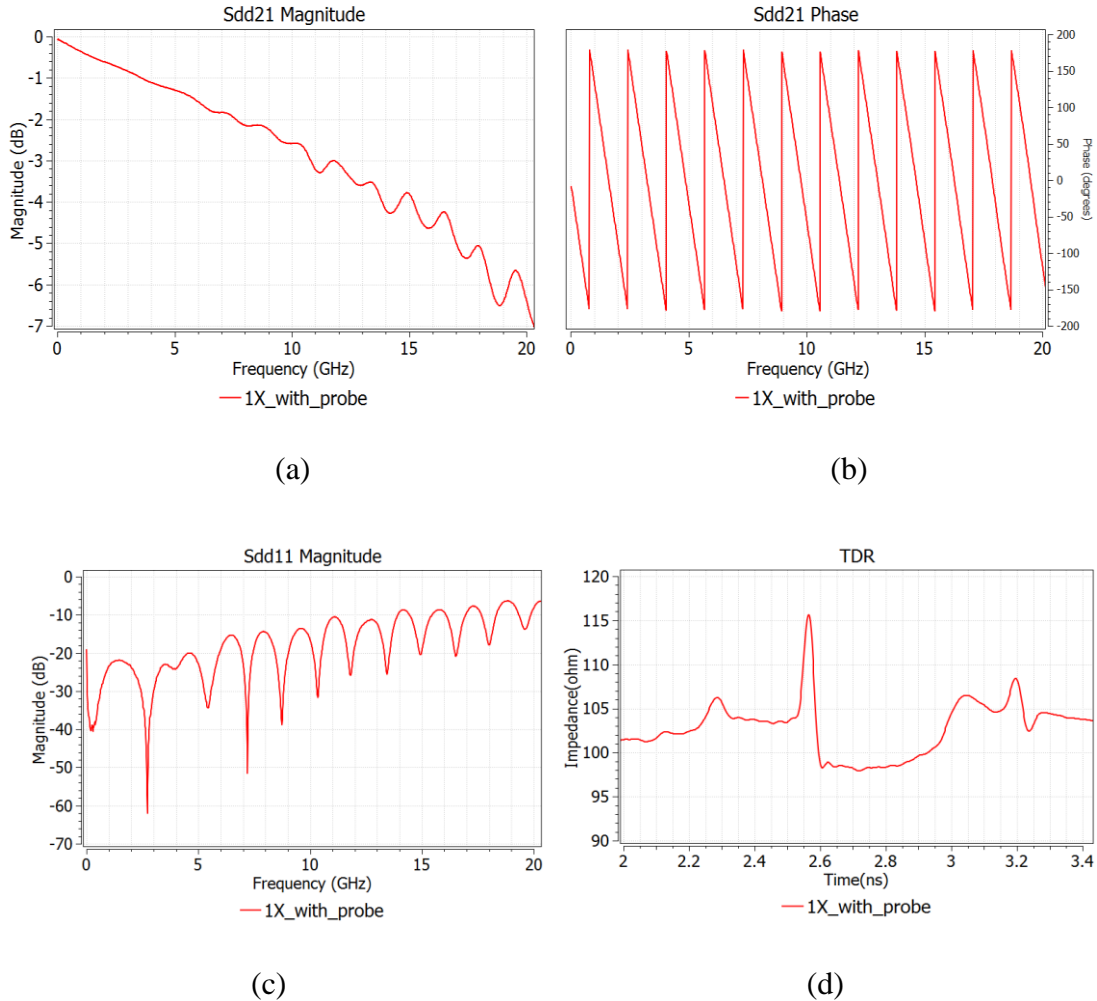 Sdd21 Magnitude
0
-1
-2
-3
-4
-5
-6
-7
Magnitude (dB)
0 5 10 15 20
Frequency (GHz)
1X_with_probe
(a)
Sdd21 Phase
200
150
100
50
0
-50
-100
-150
-200
Phase (degrees)
0 5 10 15 20
Frequency (GHz)
1X_with_probe
(b)
Sdd11 Magnitude
0
-10
-20
-30
-40
-50
-60
-70
Magnitude (dB)
0 5 10 15 20
Frequency (GHz)
1X_with_probe
(c)
TDR
120
115
110
105
100
95
90
Impedance(ohm)
2 2.2 2.4 2.6 2.8 3 3.2 3.4
Time(ns)
1X_with_probe
(d)